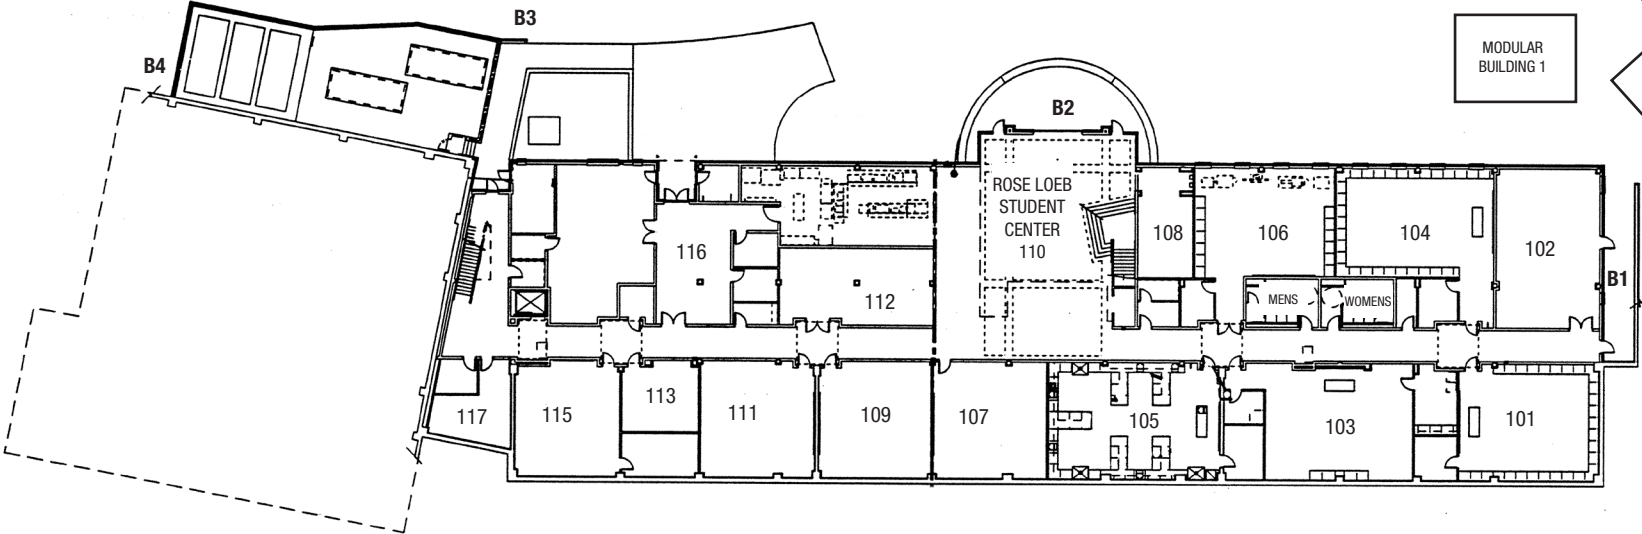 B3
MODULAR
BUILDING 1
B4
B2
ROSE LOEB
STUDENT
CENTER
110
108
106
104
102
116
112
MENS
WOMENS
B1
117
115
113
111
109
107
105
103
101